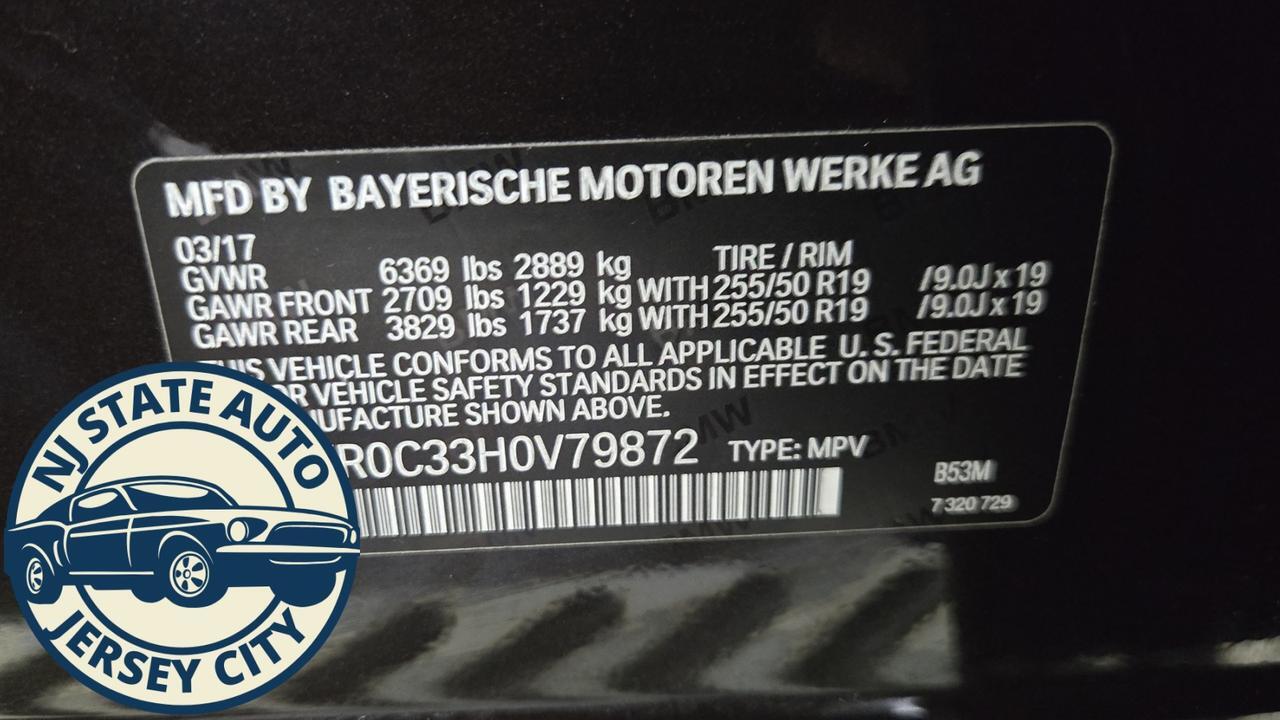 MFD BY BAYERISCHE MOTOREN WERKE AG
03/17
TIRE / RIM
GVWR 6369 lbs 2889 kg
GAWR FRONT 2709 lbs 1229 kg WITH 255/50 R19 /9.0J x 19
GAWR REAR 3829 lbs 1737 kg WITH 255/50 R19 /9.0J x 19
VEHICLE CONFORMS TO ALL APPLICABLE U. S. FEDERAL
VEHICLE SAFETY STANDARDS IN EFFECT ON THE DATE
SHOWN ABOVE.
R0C33H0V79872 TYPE: MPV
B53M
7 320 729
NJ STATE AUTO
JERSEY CITY